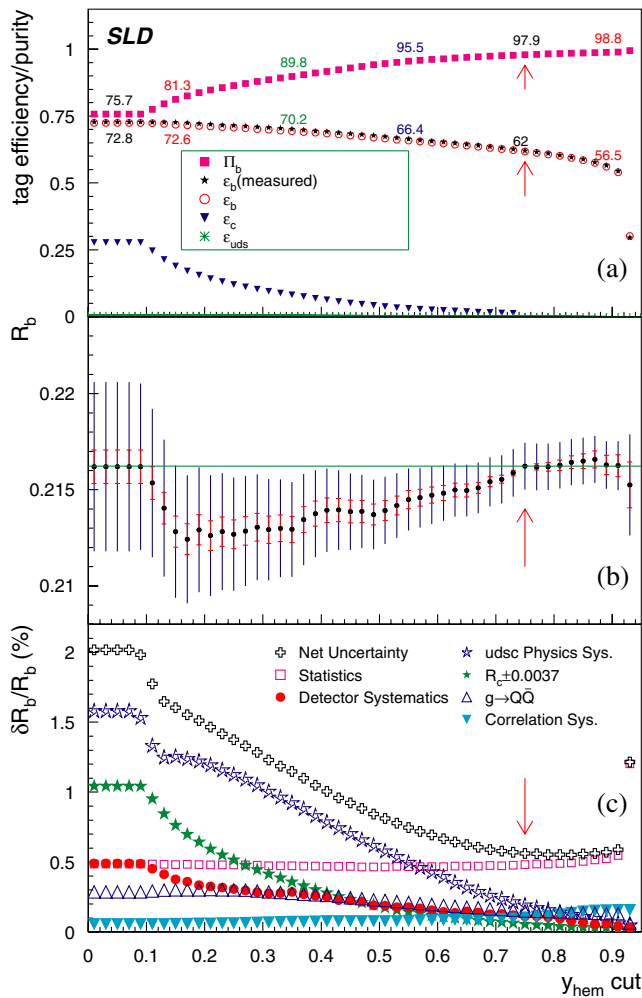 SLD
tag efficiency/purity
1
0.75
0.5
0.25
0
75.7
81.3
89.8
95.5
97.9
98.8
72.8
72.6
70.2
66.4
62
56.5
Π_b
ε_b(measured)
ε_b
ε_c
ε_uds
(a)
R_b
0.22
0.215
0.21
(b)
δR_b/R_b (%)
2
1.5
1
0.5
0
Net Uncertainty
Statistics
Detector Systematics
udsc Physics Sys.
R_c±0.0037
g→QQ̄
Correlation Sys.
(c)
0 0.1 0.2 0.3 0.4 0.5 0.6 0.7 0.8 0.9
y_hem cut